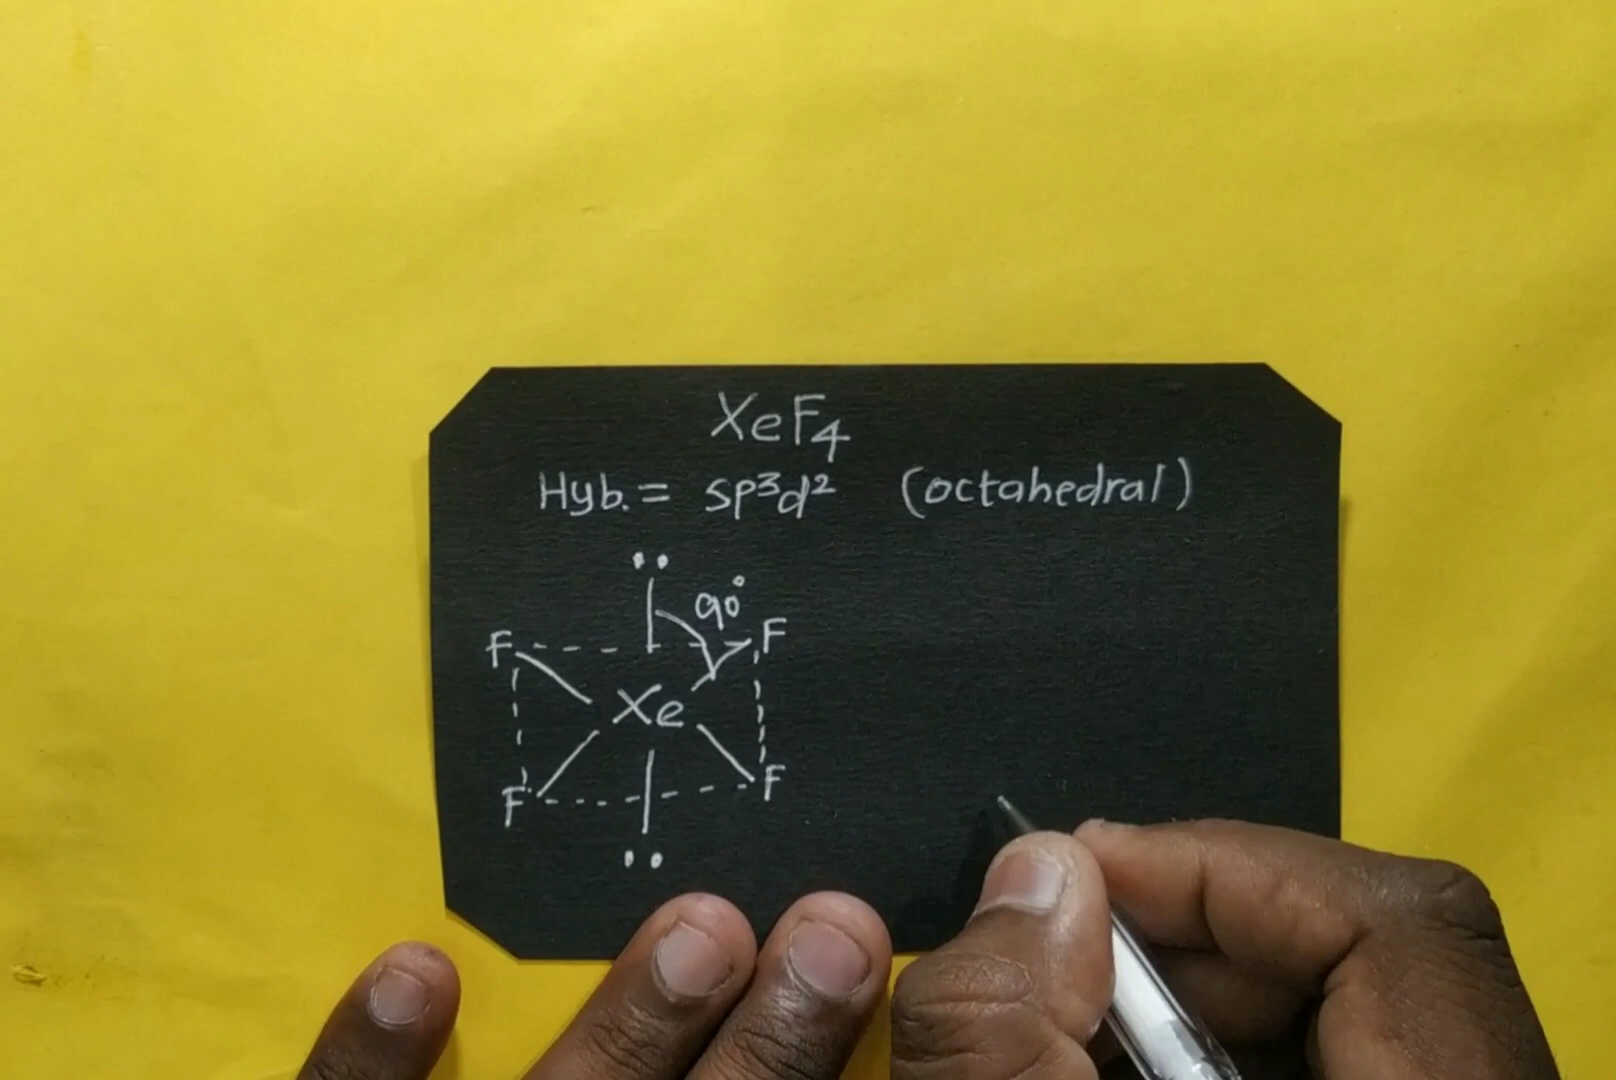 XeF₄
Hyb. = sp³d² (octahedral)
90°
F F
Xe
F F